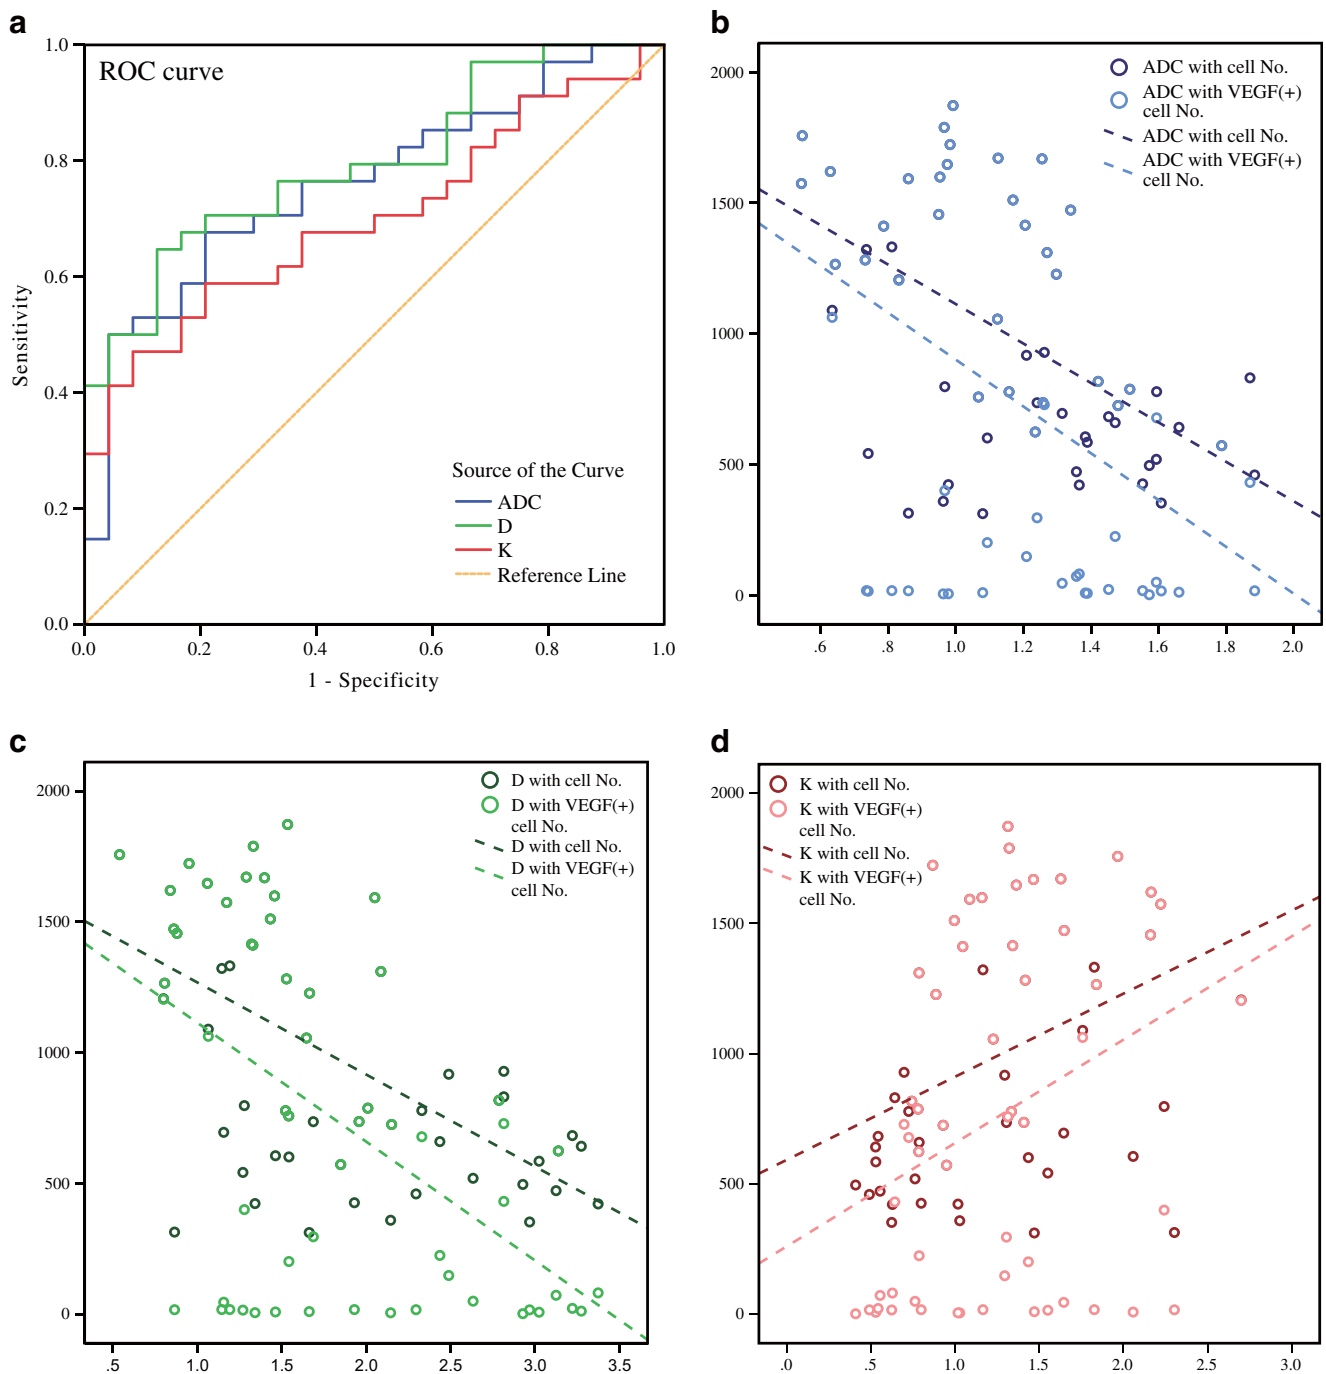 a
ROC curve
1.0
0.8
0.6
0.4
0.2
0.0
Sensitivity
Source of the Curve
ADC
D
K
Reference Line
0.0 0.2 0.4 0.6 0.8 1.0
1 - Specificity
b
ADC with cell No.
ADC with VEGF(+)
cell No.
ADC with cell No.
ADC with VEGF(+)
cell No.
2000
1500
1000
500
0
.6 .8 1.0 1.2 1.4 1.6 1.8 2.0
c
D with cell No.
D with VEGF(+)
cell No.
D with cell No.
D with VEGF(+)
cell No.
2000
1500
1000
500
0
.5 1.0 1.5 2.0 2.5 3.0 3.5
d
K with cell No.
K with VEGF(+)
cell No.
K with cell No.
K with VEGF(+)
cell No.
2000
1500
1000
500
0
.0 .5 1.0 1.5 2.0 2.5 3.0